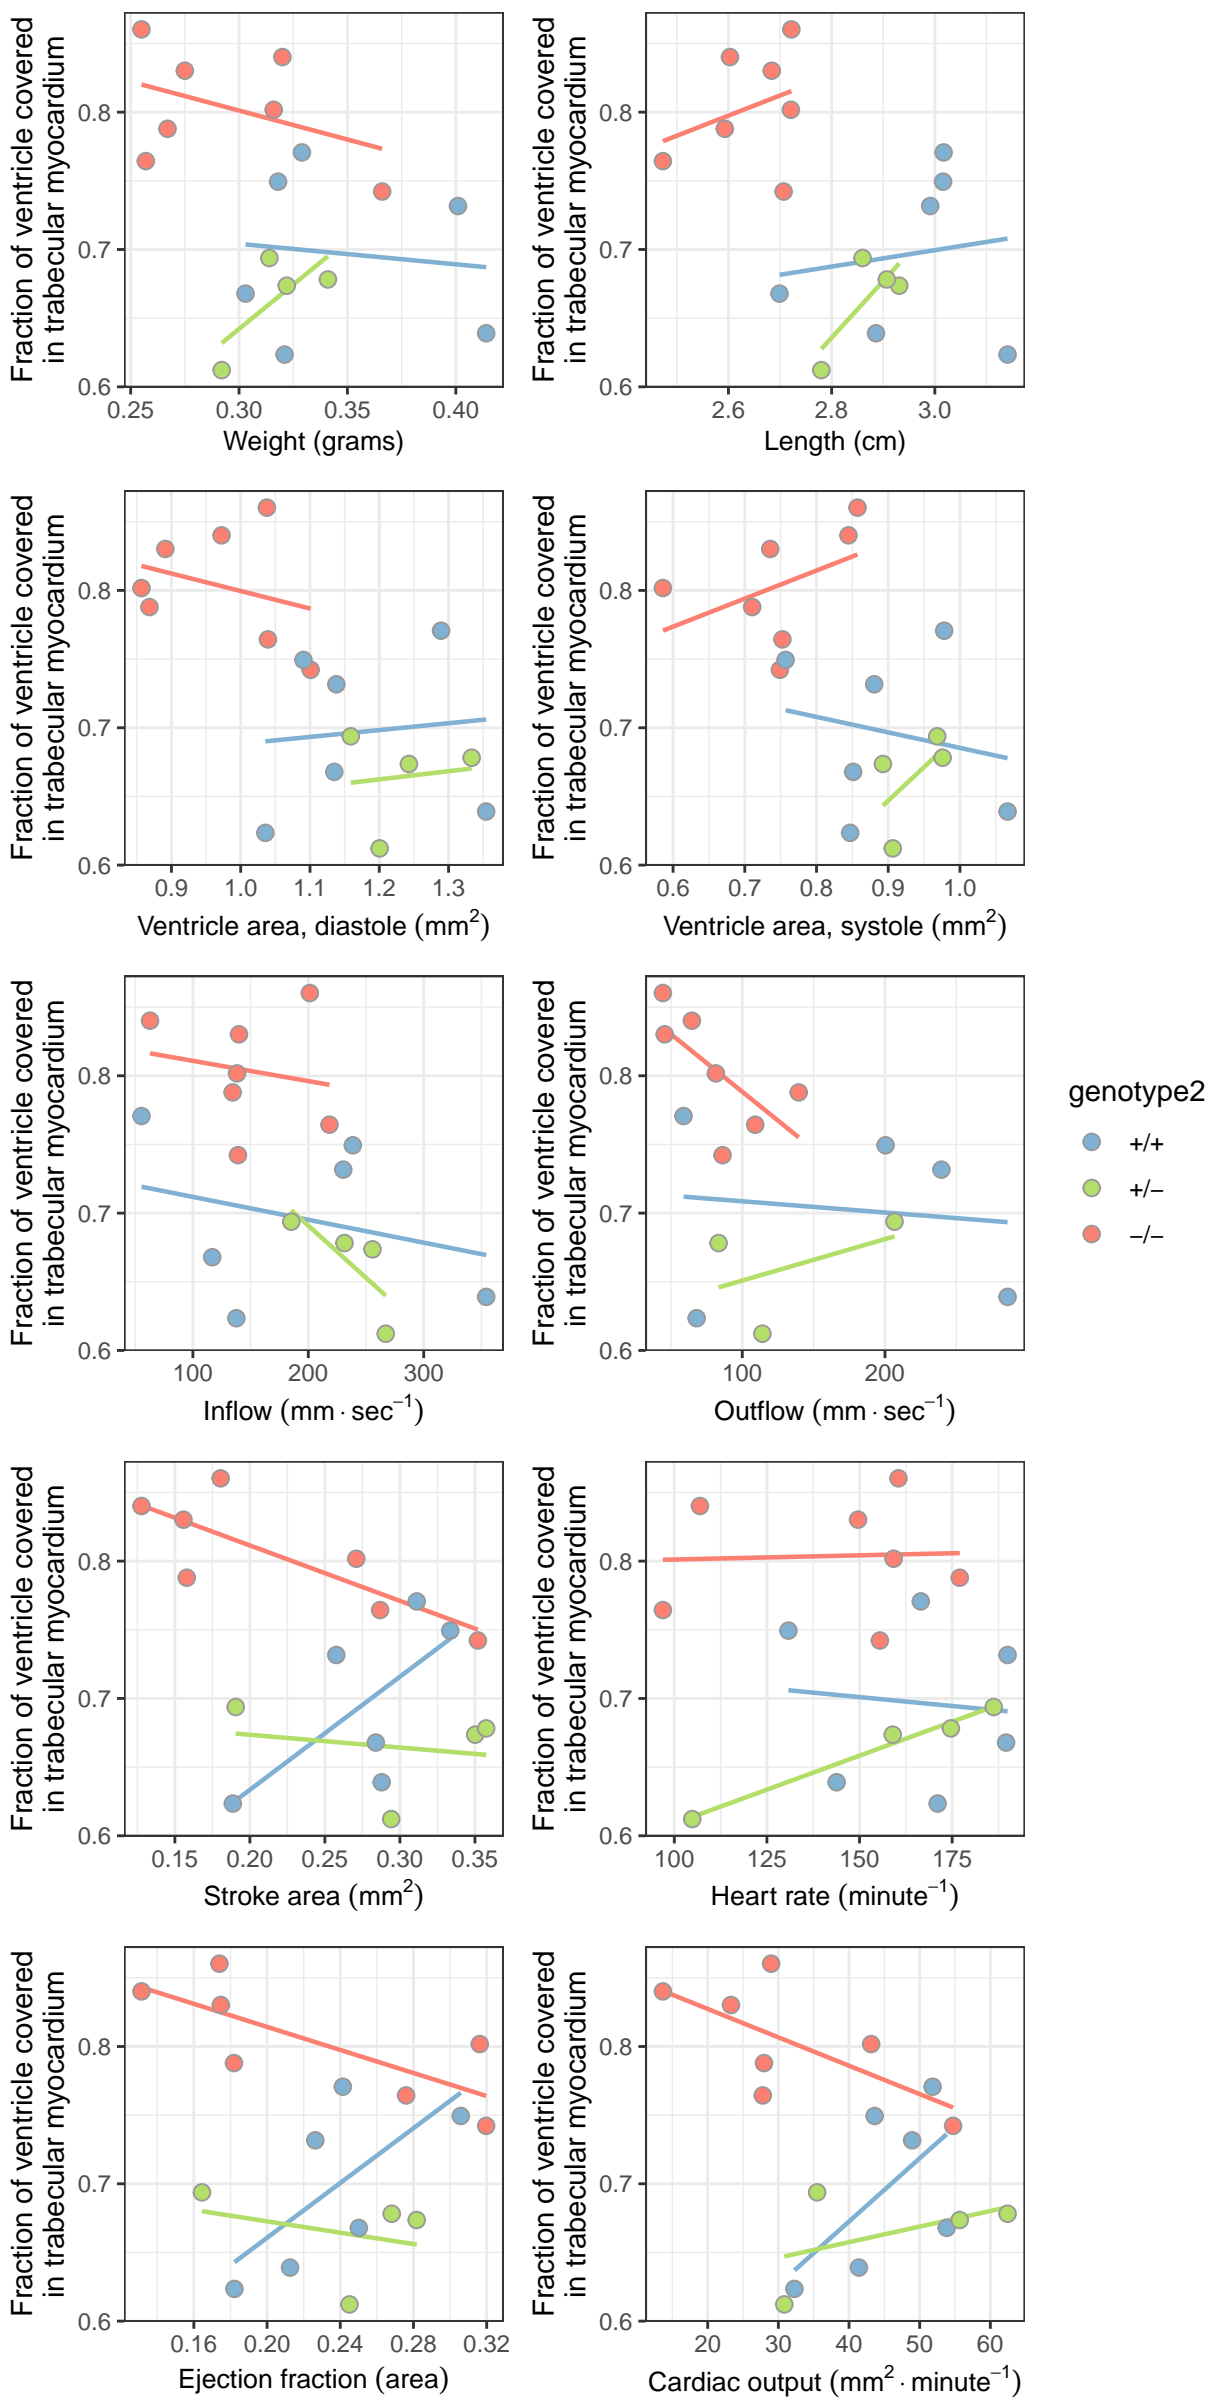 Fraction of ventricle covered
in trabecular myocardium
0.8
0.7
0.6
0.25 0.30 0.35 0.40
Weight (grams)
Fraction of ventricle covered
in trabecular myocardium
0.8
0.7
0.6
2.6 2.8 3.0
Length (cm)
Fraction of ventricle covered
in trabecular myocardium
0.8
0.7
0.6
0.9 1.0 1.1 1.2 1.3
Ventricle area, diastole (mm²)
Fraction of ventricle covered
in trabecular myocardium
0.8
0.7
0.6
0.6 0.7 0.8 0.9 1.0
Ventricle area, systole (mm²)
Fraction of ventricle covered
in trabecular myocardium
0.8
0.7
0.6
100 200 300
Inflow (mm · sec⁻¹)
Fraction of ventricle covered
in trabecular myocardium
0.8
0.7
0.6
100 200
Outflow (mm · sec⁻¹)
genotype2
+/+
+/−
−/−
Fraction of ventricle covered
in trabecular myocardium
0.8
0.7
0.6
0.15 0.20 0.25 0.30 0.35
Stroke area (mm²)
Fraction of ventricle covered
in trabecular myocardium
0.8
0.7
0.6
100 125 150 175
Heart rate (minute⁻¹)
Fraction of ventricle covered
in trabecular myocardium
0.8
0.7
0.6
0.16 0.20 0.24 0.28 0.32
Ejection fraction (area)
Fraction of ventricle covered
in trabecular myocardium
0.8
0.7
0.6
20 30 40 50 60
Cardiac output (mm² · minute⁻¹)